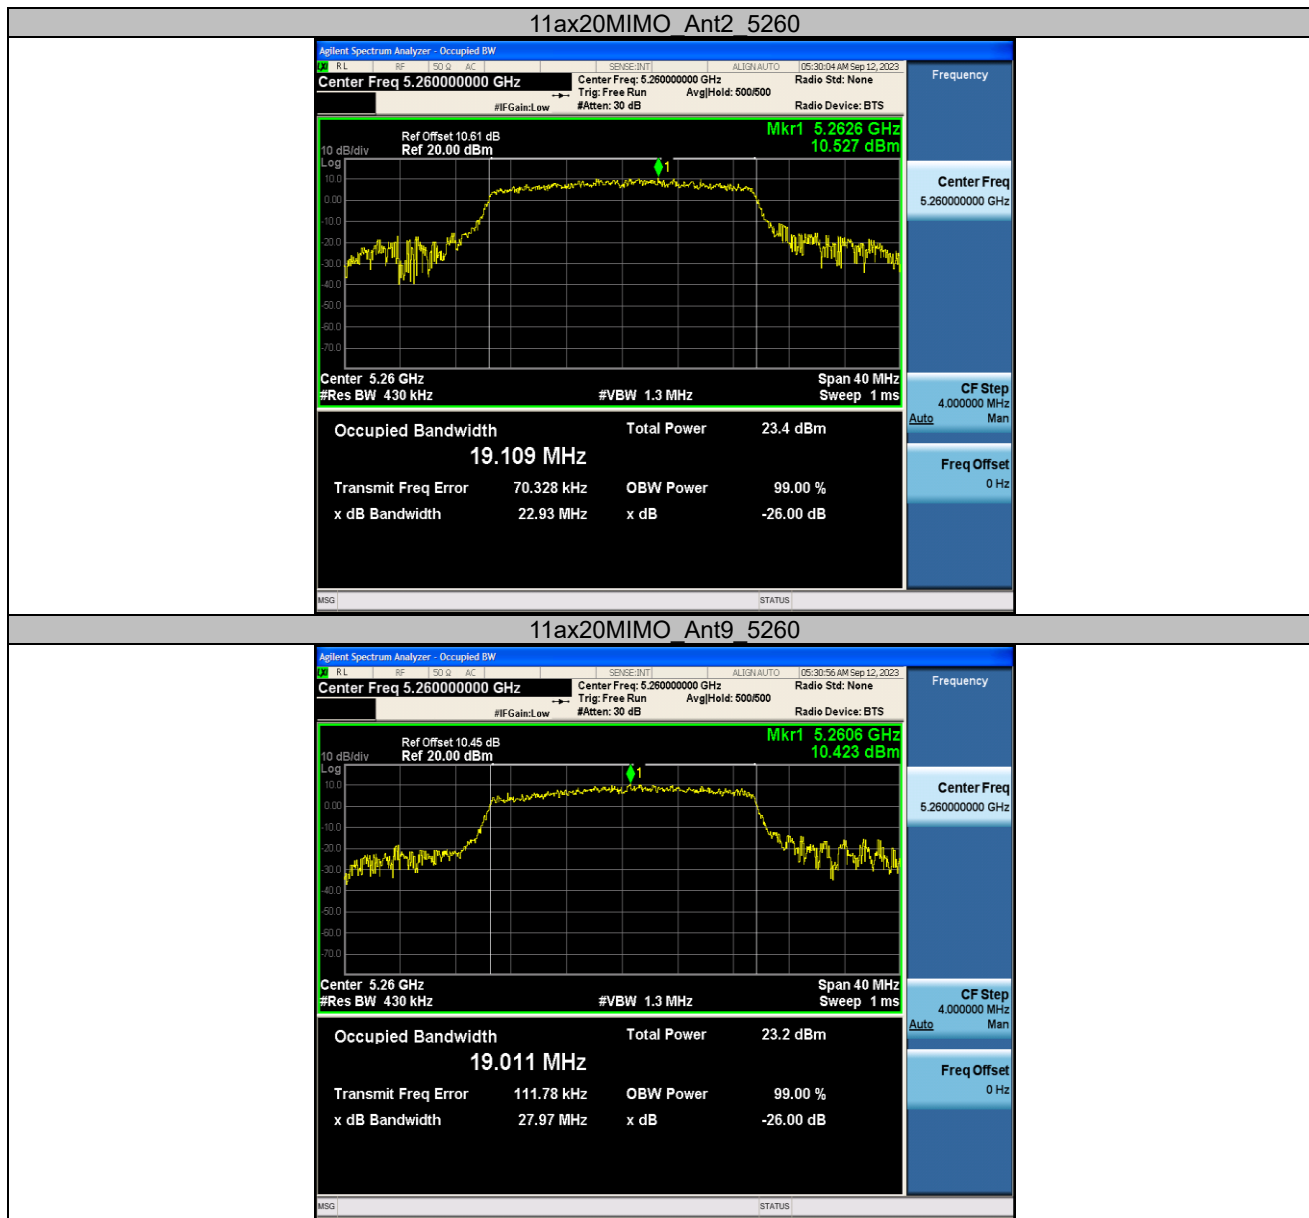 11ax20MIMO_Ant2_5260
Agilent Spectrum Analyzer - Occupied BW
RL RF 50 Ω AC SENSE:INT ALIGN AUTO 05:30:04 AM Sep 12, 2023
Center Freq 5.260000000 GHz
Center Freq: 5.260000000 GHz
Radio Std: None
Trig: Free Run Avg|Hold: 500/500
#IFGain:Low
#Atten: 30 dB
Radio Device: BTS
Frequency
Mkr1 5.2626 GHz
10.527 dBm
Ref Offset 10.61 dB
10 dB/div Ref 20.00 dBm
Log
10.0
0.00
-10.0
-20.0
-30.0
-40.0
-50.0
-60.0
-70.0
1
Center 5.26 GHz
Span 40 MHz
#Res BW 430 kHz
#VBW 1.3 MHz
Sweep 1 ms
Occupied Bandwidth
19.109 MHz
Total Power 23.4 dBm
Transmit Freq Error 70.328 kHz OBW Power 99.00 %
x dB Bandwidth 22.93 MHz x dB -26.00 dB
Center Freq
5.260000000 GHz
CF Step
4.000000 MHz
Auto Man
Freq Offset
0 Hz
MSG STATUS
11ax20MIMO_Ant9_5260
Agilent Spectrum Analyzer - Occupied BW
RL RF 50 Ω AC SENSE:INT ALIGN AUTO 05:30:56 AM Sep 12, 2023
Center Freq 5.260000000 GHz
Center Freq: 5.260000000 GHz
Radio Std: None
Trig: Free Run Avg|Hold: 500/500
#IFGain:Low
#Atten: 30 dB
Radio Device: BTS
Frequency
Mkr1 5.2606 GHz
10.423 dBm
Ref Offset 10.45 dB
10 dB/div Ref 20.00 dBm
Log
10.0
0.00
-10.0
-20.0
-30.0
-40.0
-50.0
-60.0
-70.0
1
Center 5.26 GHz
Span 40 MHz
#Res BW 430 kHz
#VBW 1.3 MHz
Sweep 1 ms
Occupied Bandwidth
19.011 MHz
Total Power 23.2 dBm
Transmit Freq Error 111.78 kHz OBW Power 99.00 %
x dB Bandwidth 27.97 MHz x dB -26.00 dB
Center Freq
5.260000000 GHz
CF Step
4.000000 MHz
Auto Man
Freq Offset
0 Hz
MSG STATUS